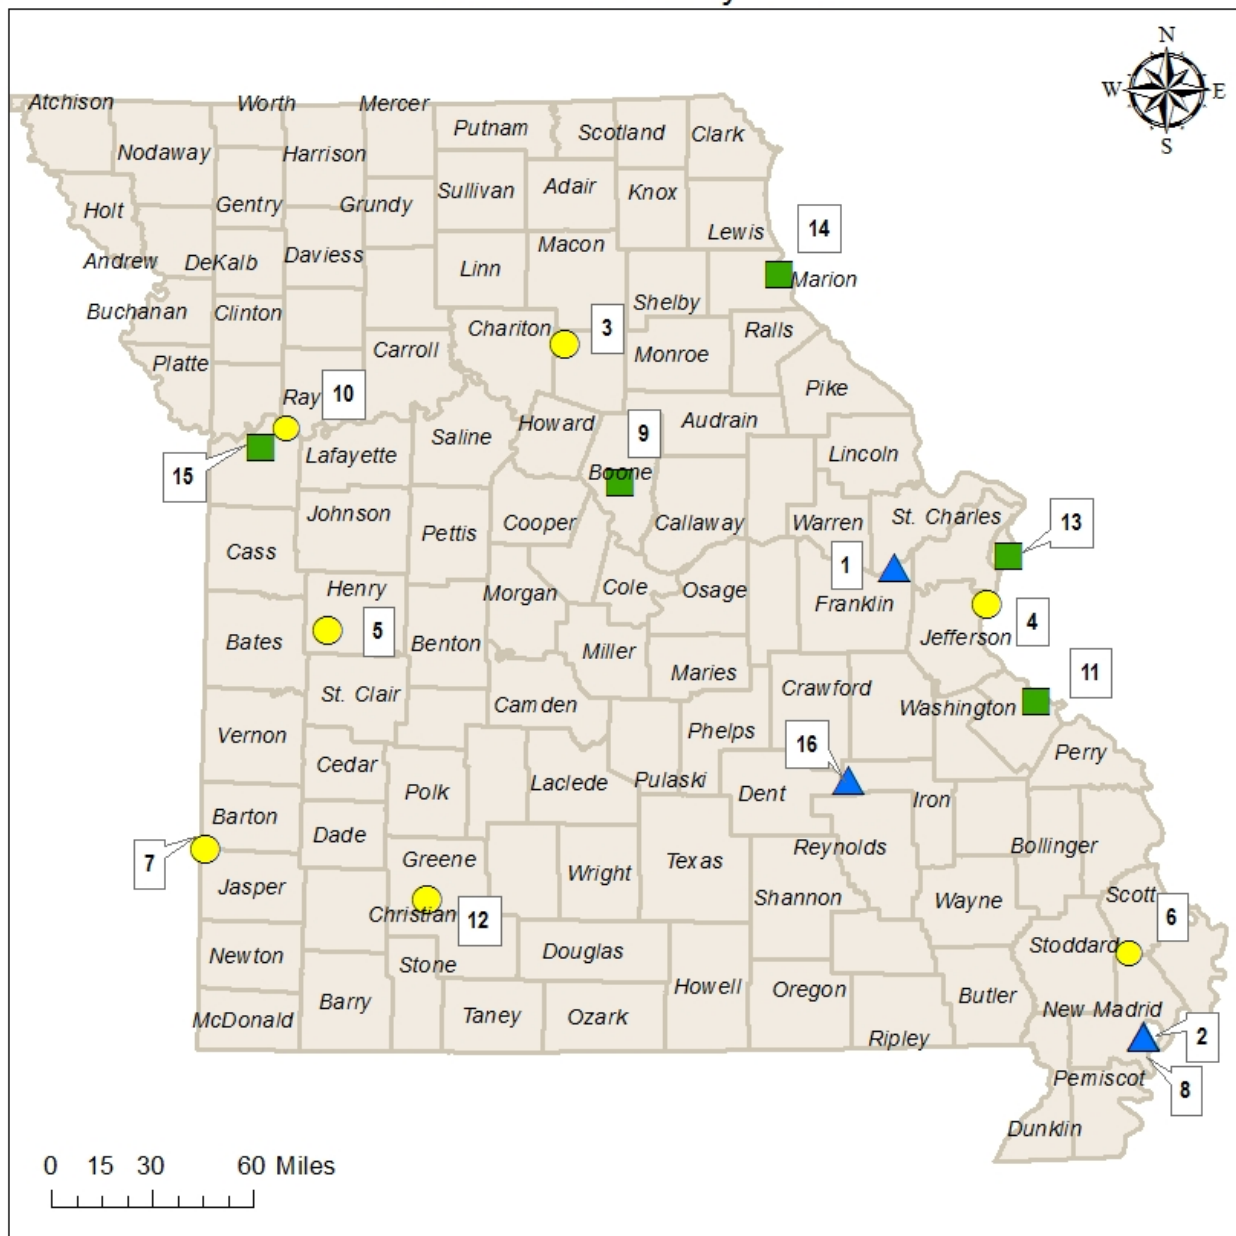 N
W E
S
Atchison Worth Mercer
Putnam Scotland Clark
Nodaway Harrison
Sullivan Adair Knox
Holt Gentry Grundy
Lewis 14
Macon
Andrew DeKalb Daviess Linn
Marion
Buchanan Clinton Shelby
Chariton 3 Ralls
Platte Carroll Monroe
Ray 10 Pike
Howard Audrain
Saline 9
Lafayette Lincoln
15 Boone
Johnson Cooper Callaway Warren St. Charles 13
Pettis
Cass 1
Henry Morgan Cole Osage Franklin
5 4
Bates Benton Miller Jefferson
Maries 11
St. Clair Camden Crawford Washington
Vernon Phelps 16 Perry
Cedar Laclede Pulaski
Polk Dent Iron
Barton Dade
7 Greene Texas Reynolds Bollinger
Jasper Wright
Shannon Wayne Scott
Christian 12 6
Newton Douglas Stoddard
Stone
Howell Oregon Butler
McDonald Barry Taney Ozark New Madrid
Ripley 2
Pemiscot 8
Dunklin
0 15 30 60 Miles